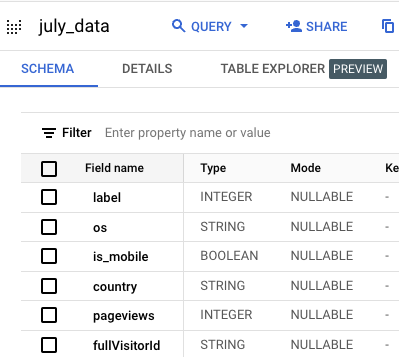 july_data QUERY SHARE
SCHEMA DETAILS TABLE EXPLORER PREVIEW
Filter Enter property name or value
Field name Type Mode Ke
label INTEGER NULLABLE -
os STRING NULLABLE -
is_mobile BOOLEAN NULLABLE -
country STRING NULLABLE -
pageviews INTEGER NULLABLE -
fullVisitorId STRING NULLABLE -